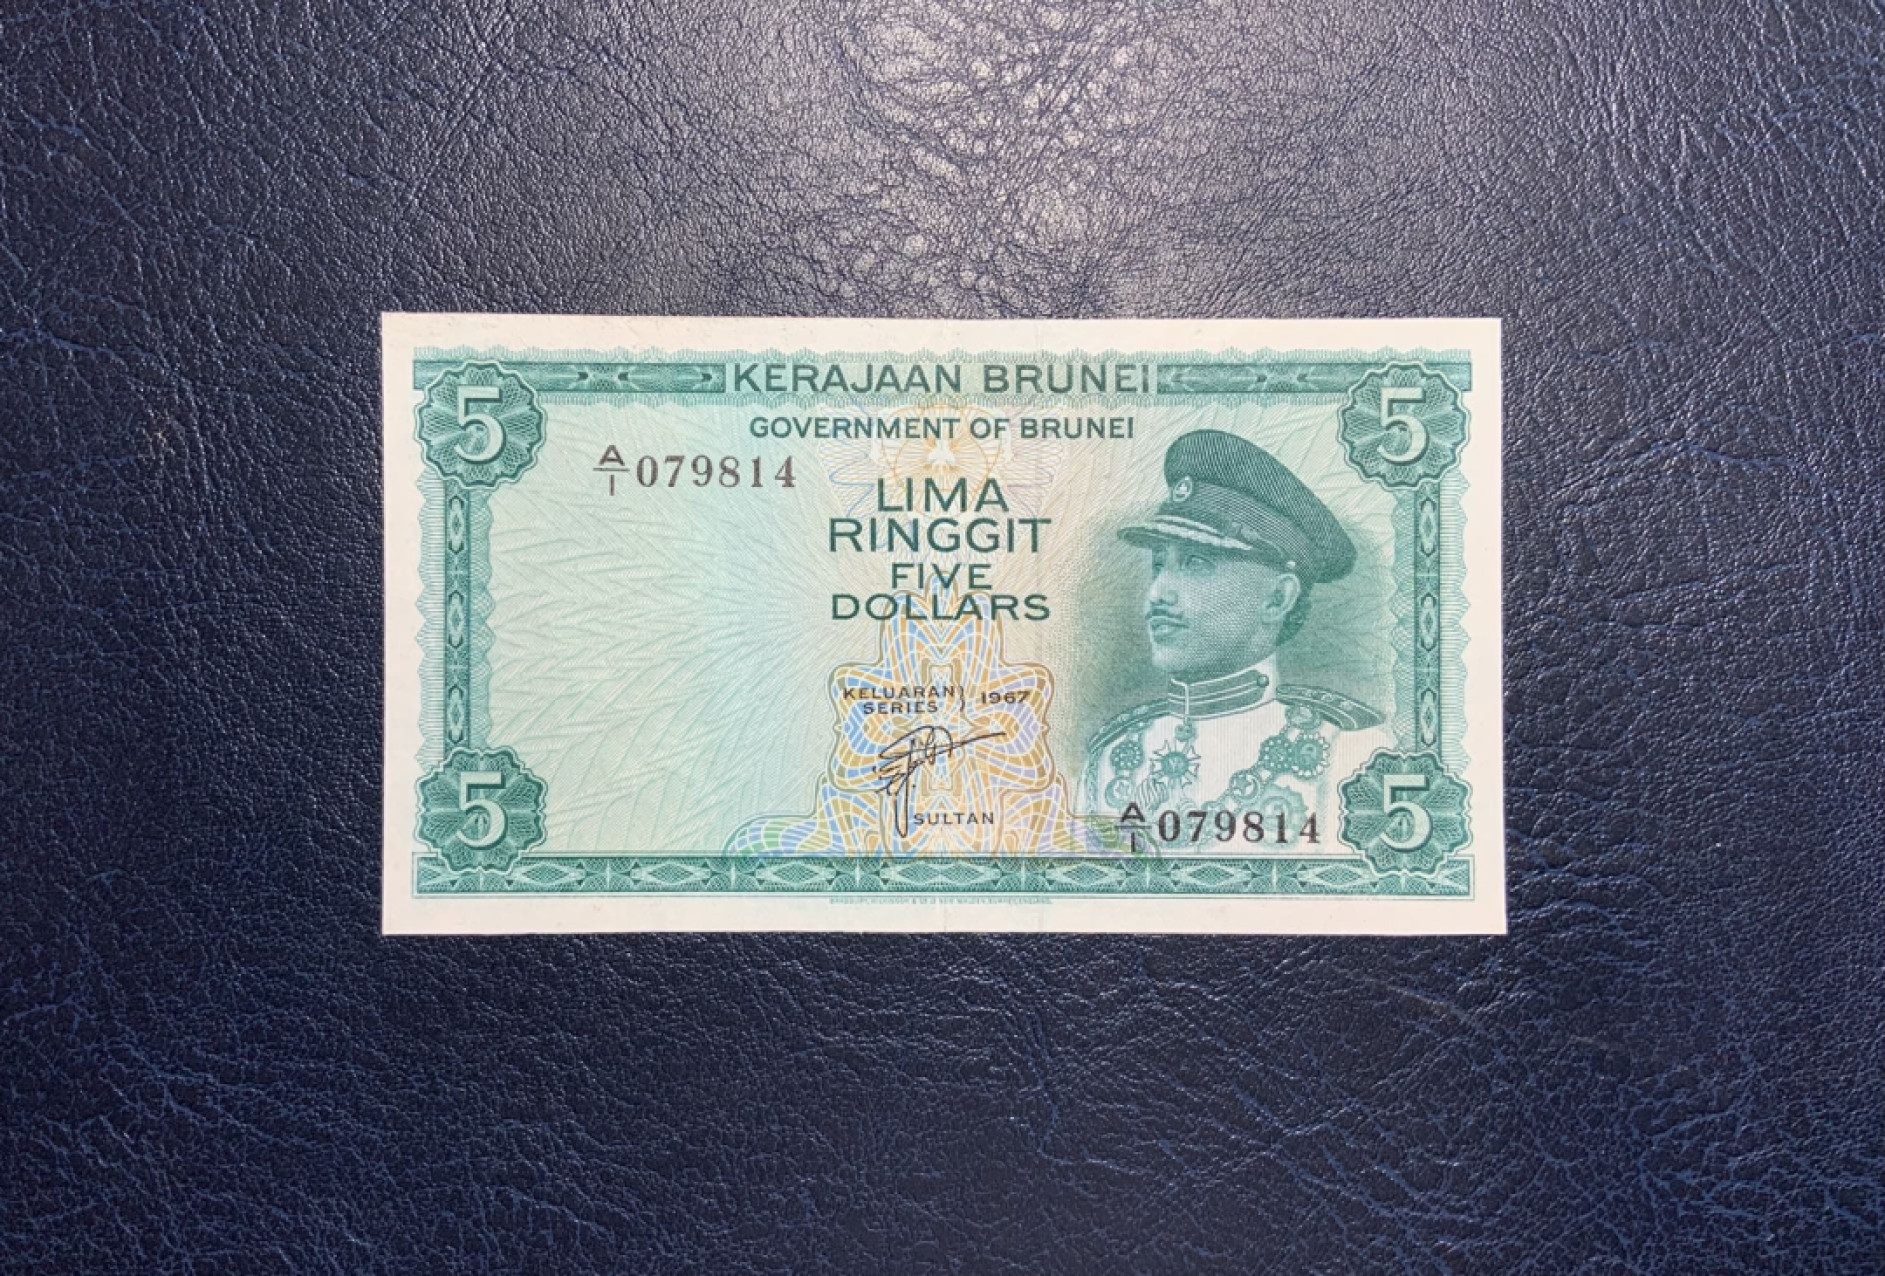 KERAJAAN BRUNEI
GOVERNMENT OF BRUNEI
5
5
A/1 079814
LIMA
RINGGIT
FIVE
DOLLARS
KELUARAN
SERIES
) 1967
SULTAN
A/1 079814
5
5